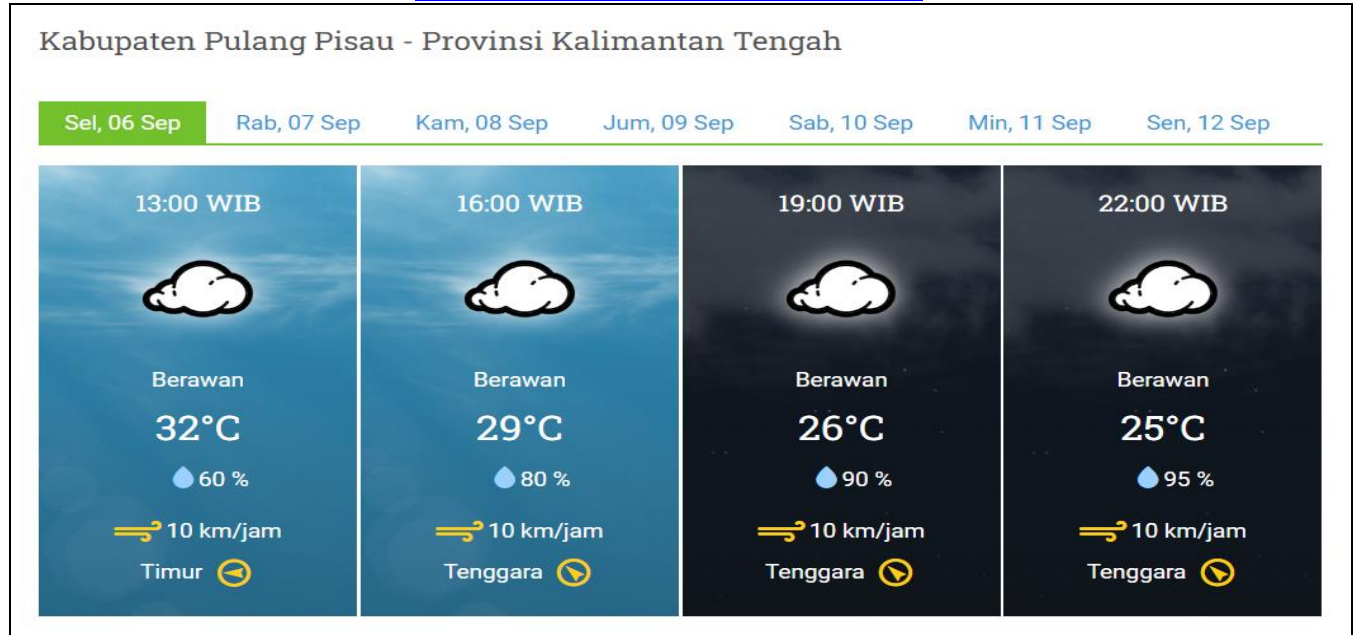 Kabupaten Pulang Pisau - Provinsi Kalimantan Tengah
Sel, 06 Sep Rab, 07 Sep Kam, 08 Sep Jum, 09 Sep Sab, 10 Sep Min, 11 Sep Sen, 12 Sep
13:00 WIB
Berawan
32°C
60 %
10 km/jam
Timur
16:00 WIB
Berawan
29°C
80 %
10 km/jam
Tenggara
19:00 WIB
Berawan
26°C
90 %
10 km/jam
Tenggara
22:00 WIB
Berawan
25°C
95 %
10 km/jam
Tenggara